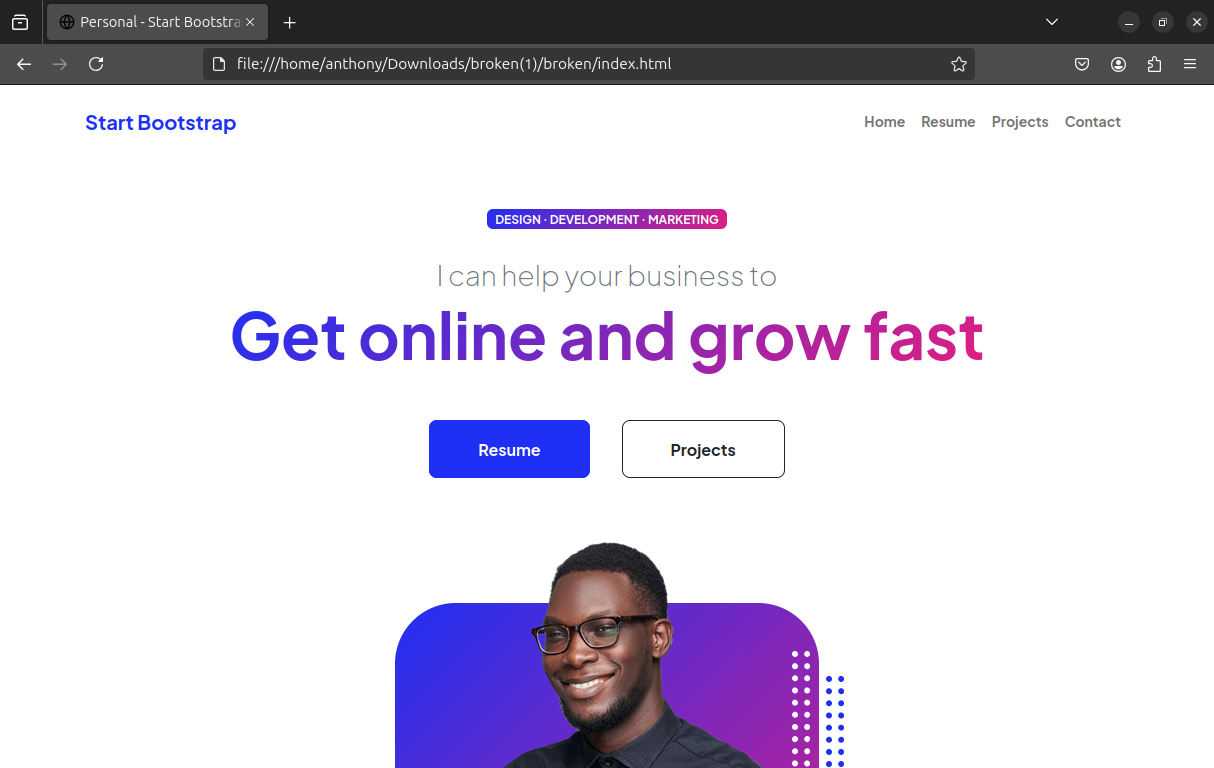 Personal - Start Bootstra
file:///home/anthony/Downloads/broken(1)/broken/index.html
Start Bootstrap
Home Resume Projects Contact
DESIGN · DEVELOPMENT · MARKETING
I can help your business to
Get online and grow fast
Resume Projects